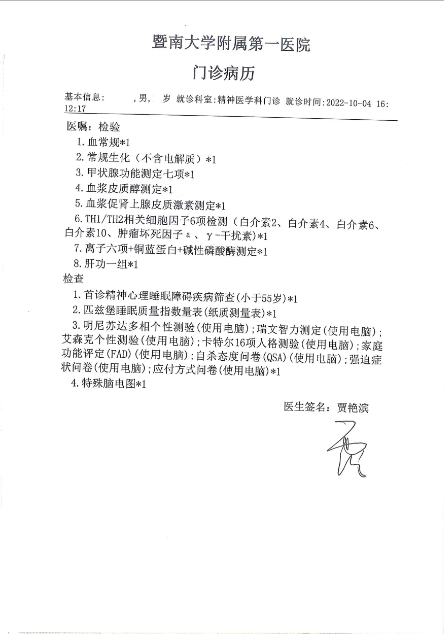 暨南大学附属第一医院
门诊病历
基本信息: ,男, 岁 就诊科室:精神医学科门诊 就诊时间:2022-10-04 16:
12:17
医嘱: 检验
1.血常规*1
2.常规生化(不含电解质)*1
3.甲状腺功能测定七项*1
4.血浆皮质醇测定*1
5.血浆促肾上腺皮质激素测定*1
6.TH1/TH2相关细胞因子6项检测(白介素2、白介素4、白介素6、
白介素10、肿瘤坏死因子a、γ-干扰素)*1
7.离子六项+铜蓝蛋白+碱性磷酸酶测定*1
8.肝功一组*1
检查
1.首诊精神心理睡眠障碍疾病筛查(小于55岁)*1
2.匹兹堡睡眠质量指数量表(纸质测量表)*1
3.明尼苏达多相个性测验(使用电脑);瑞文智力测定(使用电脑);
艾森克个性测验(使用电脑);卡特尔16项人格测验(使用电脑);家庭
功能评定(FAD)(使用电脑);自杀态度问卷(QSA)(使用电脑);强迫症
状问卷(使用电脑);应付方式问卷(使用电脑)*1
4.特殊脑电图*1
医生签名: 贾艳滨